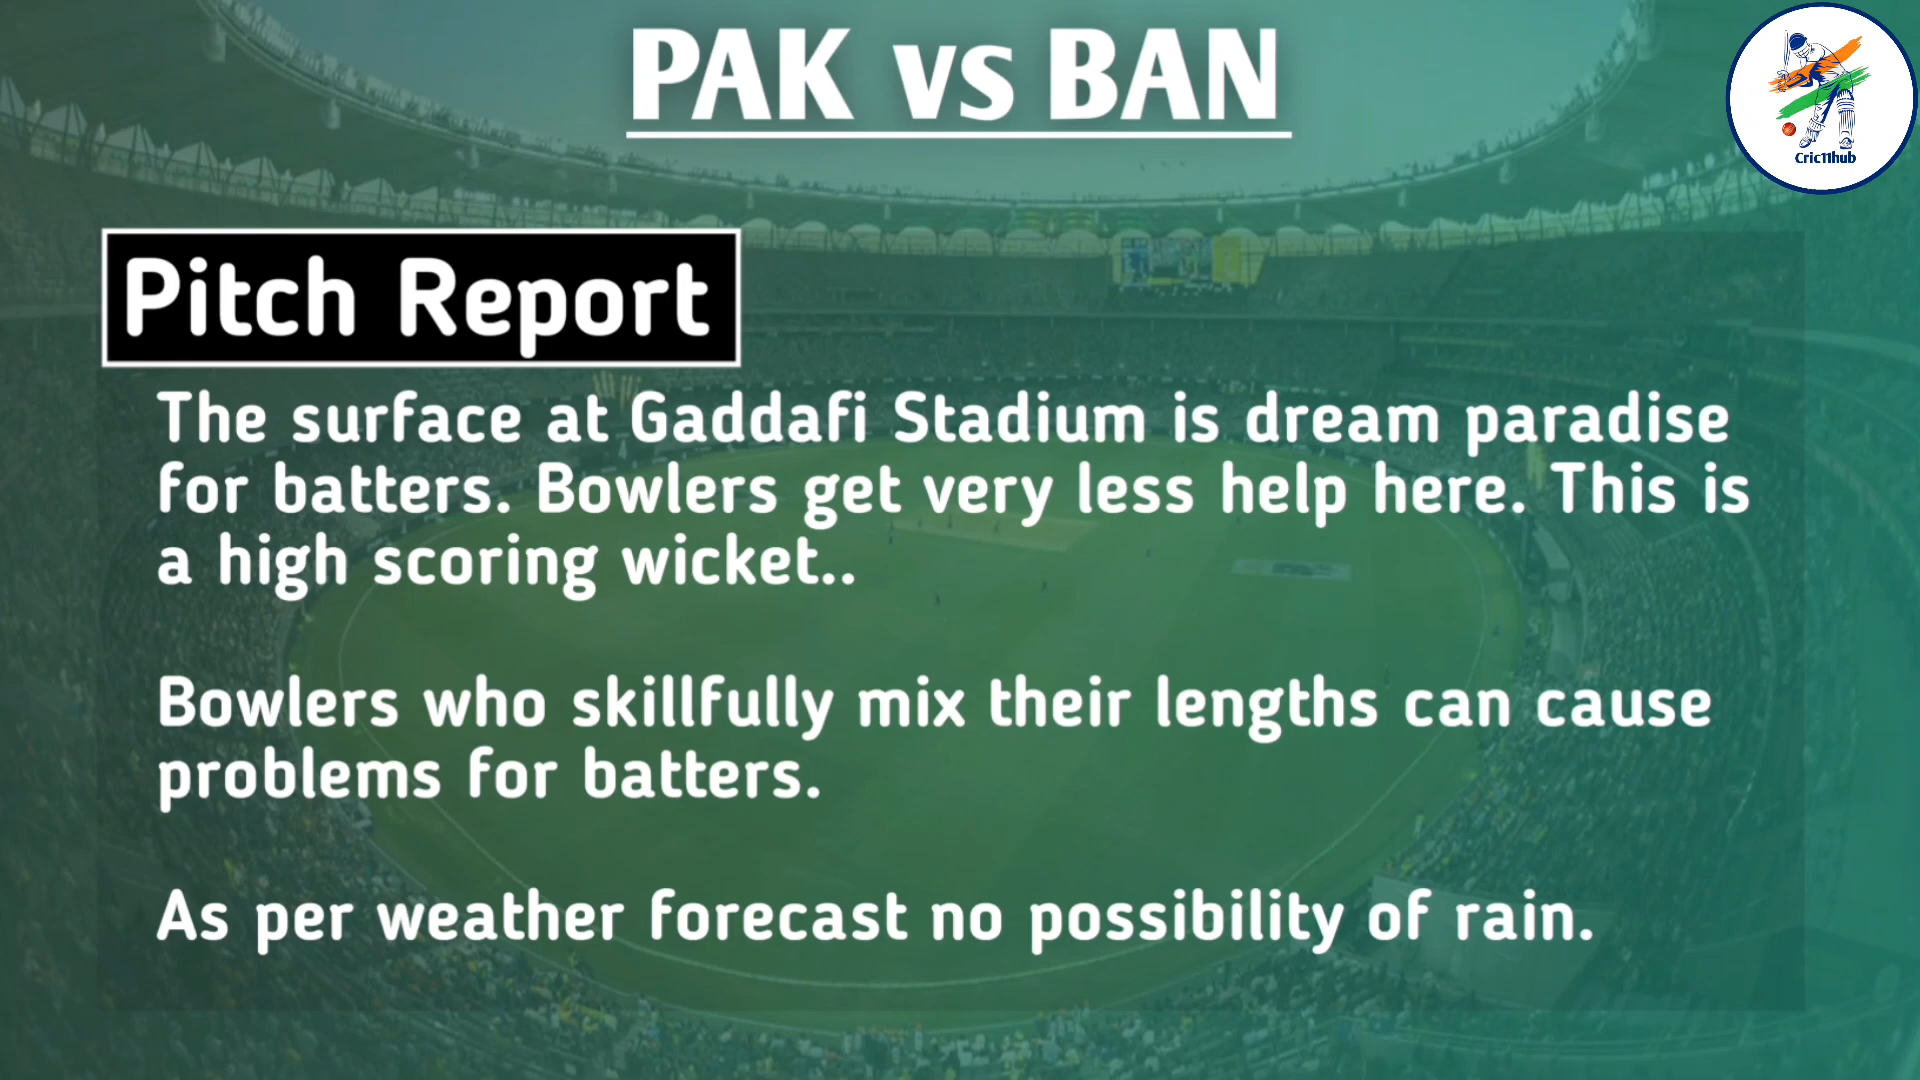 PAK vs BAN
Cric11hub
Pitch Report
The surface at Gaddafi Stadium is dream paradise
for batters. Bowlers get very less help here. This is
a high scoring wicket..
Bowlers who skillfully mix their lengths can cause
problems for batters.
As per weather forecast no possibility of rain.